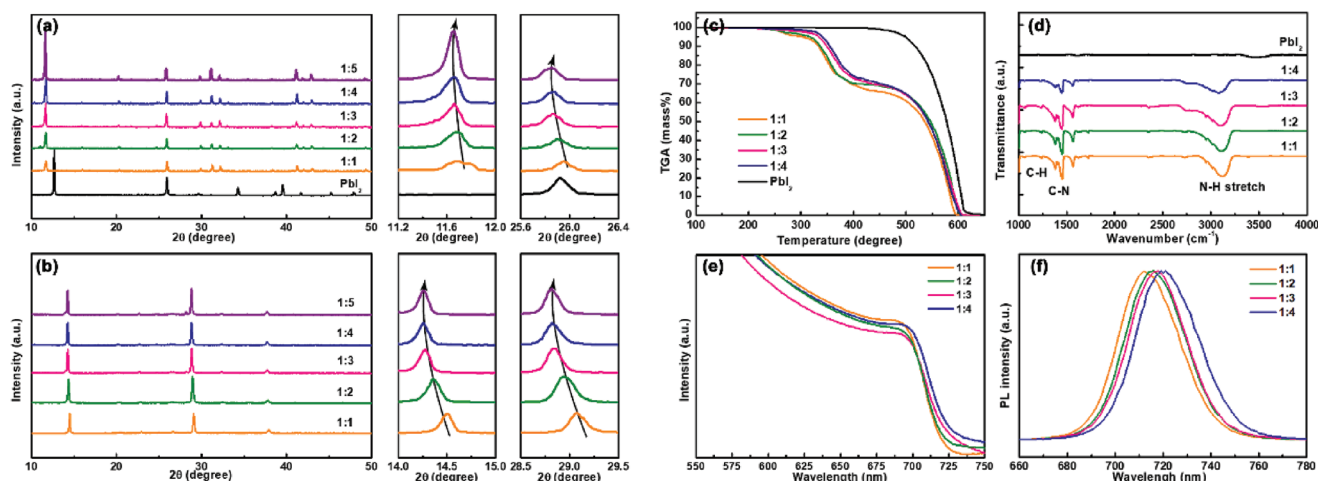 (a)
1:5
1:4
1:3
1:2
1:1
PbI2
Intensity (a.u.)
10 20 30 40 50
2θ (degree)
11.2 11.6 12.0
2θ (degree)
25.6 26.0 26.4
2θ (degree)
(b)
1:5
1:4
1:3
1:2
1:1
Intensity (a.u.)
10 20 30 40 50
2θ (degree)
14.0 14.5 15.0
2θ (degree)
28.5 29.0 29.5
2θ (degree)
(c)
TGA (mass%)
100
90
80
70
60
50
40
30
20
10
0
1:1
1:2
1:3
1:4
PbI2
100 200 300 400 500 600
Temperature (degree)
(d)
PbI2
1:4
1:3
1:2
1:1
C-H
C-N
N-H stretch
Transmittance (a.u.)
1000 1500 2000 2500 3000 3500 4000
Wavenumber (cm-1)
(e)
1:1
1:2
1:3
1:4
Intensity (a.u.)
550 575 600 625 650 675 700 725 750
Wavelength (nm)
(f)
1:1
1:2
1:3
1:4
PL intensity (a.u.)
660 680 700 720 740 760 780
Wavelengh (nm)